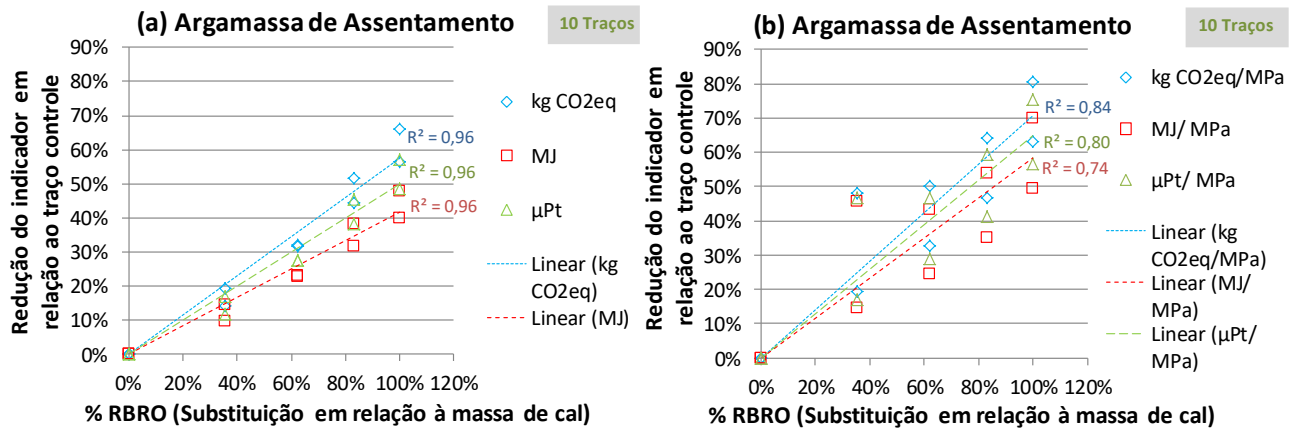 (a) Argamassa de Assentamento
10 Traços
Redução do indicador em
relação ao traço controle
90%
80%
70%
60%
50%
40%
30%
20%
10%
0%
R² = 0,96
R² = 0,96
R² = 0,96
0% 20% 40% 60% 80% 100% 120%
% RBRO (Substituição em relação à massa de cal)
kg CO2eq
MJ
µPt
Linear (kg
CO2eq)
Linear (MJ)
(b) Argamassa de Assentamento
10 Traços
Redução do indicador em
relação ao traço controle
90%
80%
70%
60%
50%
40%
30%
20%
10%
0%
R² = 0,84
R² = 0,80
R² = 0,74
0% 20% 40% 60% 80% 100% 120%
% RBRO (Substituição em relação à massa de cal)
kg CO2eq/MPa
MJ/ MPa
µPt/ MPa
Linear (kg
CO2eq/MPa)
Linear (MJ/
MPa)
Linear (µPt/
MPa)